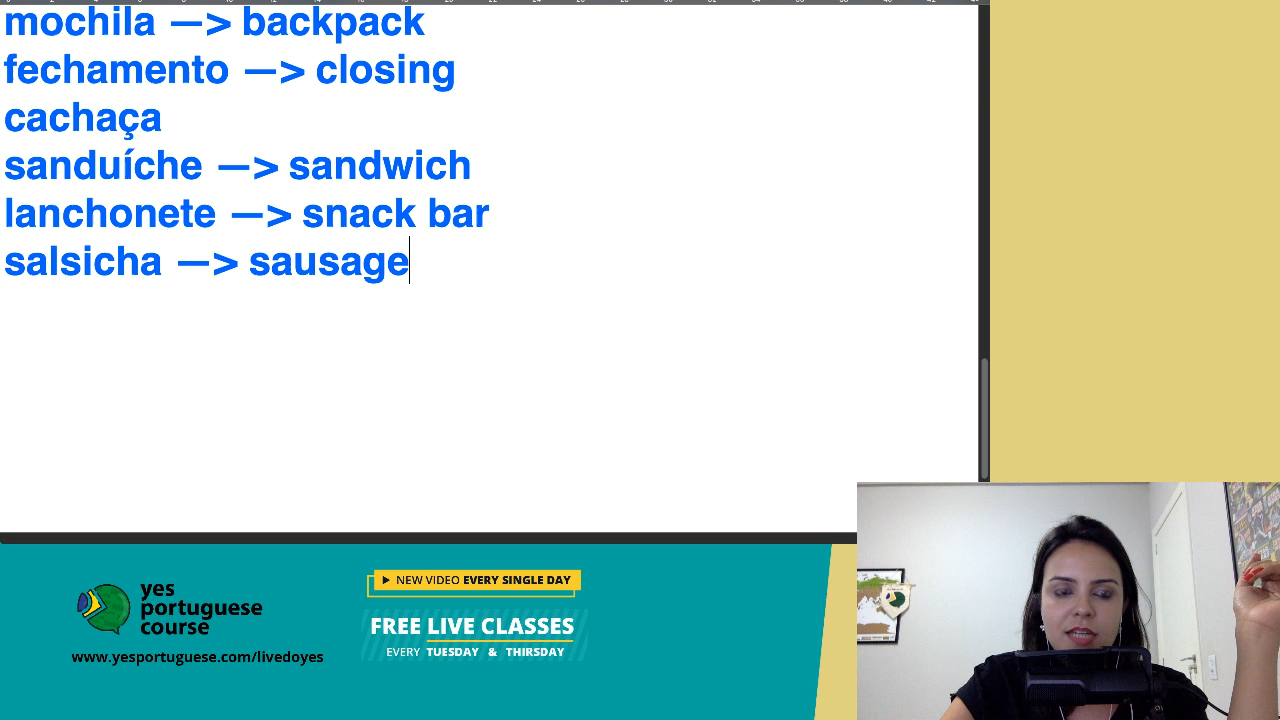 mochila —> backpack
fechamento —> closing
cachaça
sanduíche —> sandwich
lanchonete —> snack bar
salsicha —> sausage
yes
portuguese
course
www.yesportuguese.com/livedoyes
NEW VIDEO EVERY SINGLE DAY
FREE LIVE CLASSES
EVERY TUESDAY & THIRSDAY